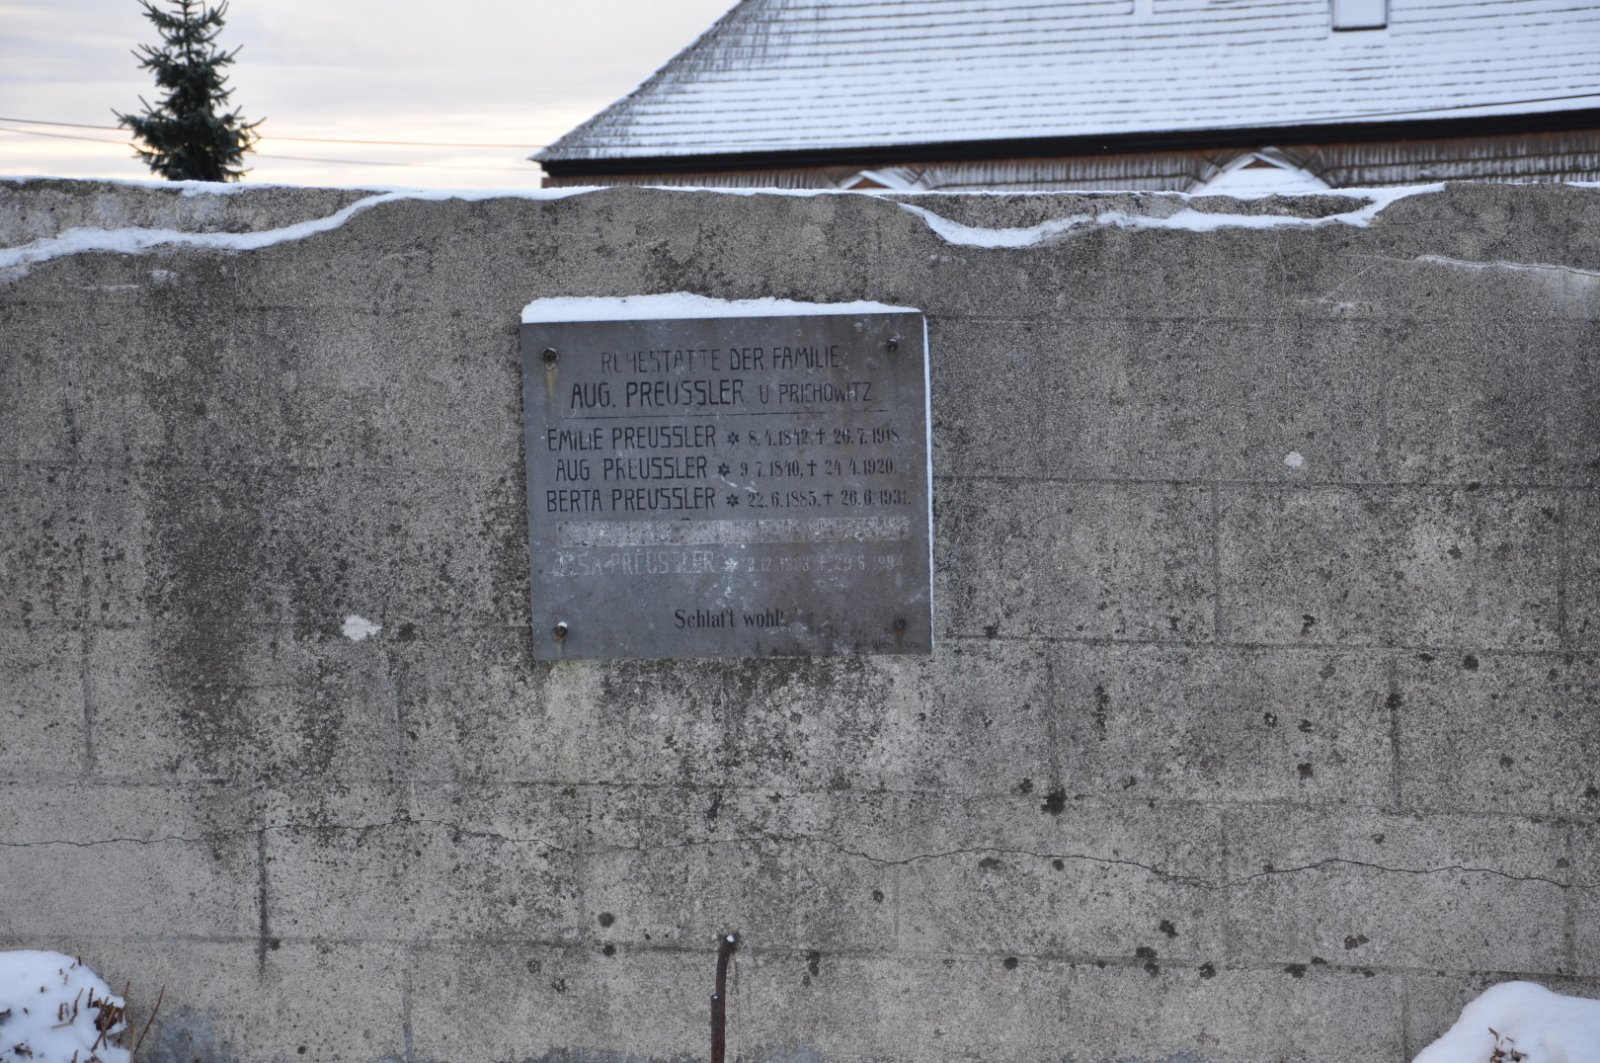 RUHESTÄTTE DER FAMILIE
AUG. PREUSSLER U PRICHOWITZ
EMILIE PREUSSLER ✡ 8.4.1842, † 26.7.1918
AUG PREUSSLER ✡ 9 7.1840, † 24 4.1920.
BERTA PREUSSLER ✡ 22.6.1885, † 26.6.1931.
PREUSSLER
Schlaft wohl!